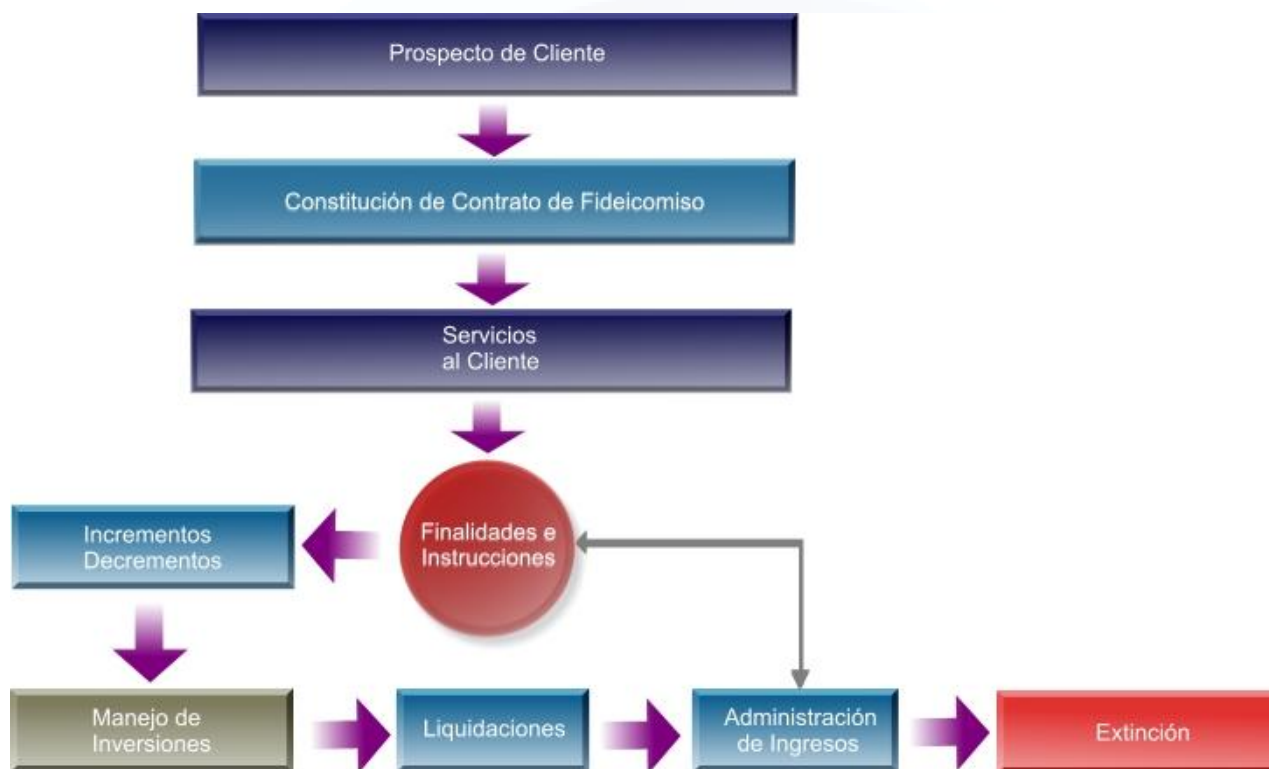 Prospecto de Cliente
Constitución de Contrato de Fideicomiso
Servicios
al Cliente
Finalidades e
Instrucciones
Incrementos
Decrementos
Manejo de
Inversiones
Liquidaciones
Administración
de Ingresos
Extinción